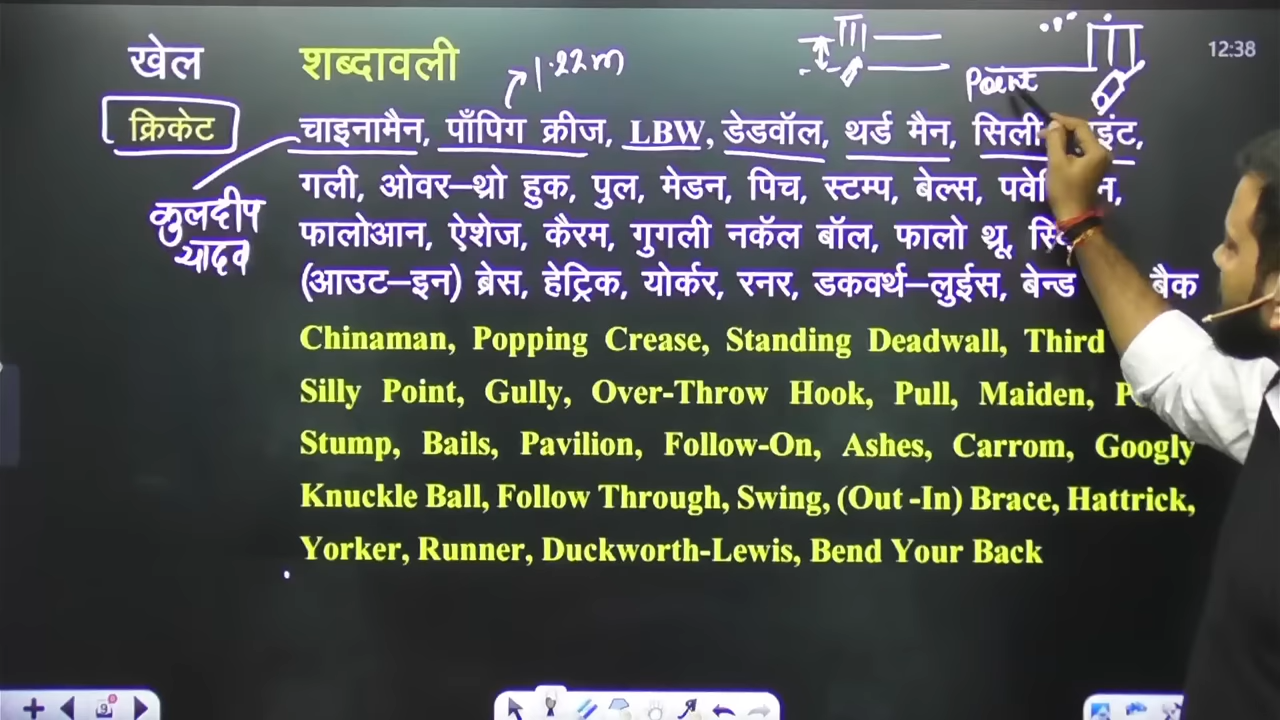 12:38
खेल शब्दावली
1.22m
Point
क्रिकेट चाइनामैन, पॉंपिग क्रीज, LBW, डेडवॉल, थर्ड मैन, सिली
गली, ओवर–थ्रो हुक, पुल, मेडन, पिच, स्टम्प, बेल्स,
कुलदीप यादव
फालोआन, ऐशेज, कैरम, गुगली नकॅल बॉल, फालो थ्रू,
(आउट–इन) ब्रेस, हेट्रिक, योर्कर, रनर, डकवर्थ–लुईस, बेन्ड बैक
Chinaman, Popping Crease, Standing Deadwall, Third
Silly Point, Gully, Over-Throw Hook, Pull, Maiden,
Stump, Bails, Pavilion, Follow-On, Ashes, Carrom, Googly
Knuckle Ball, Follow Through, Swing, (Out -In) Brace, Hattrick,
Yorker, Runner, Duckworth-Lewis, Bend Your Back